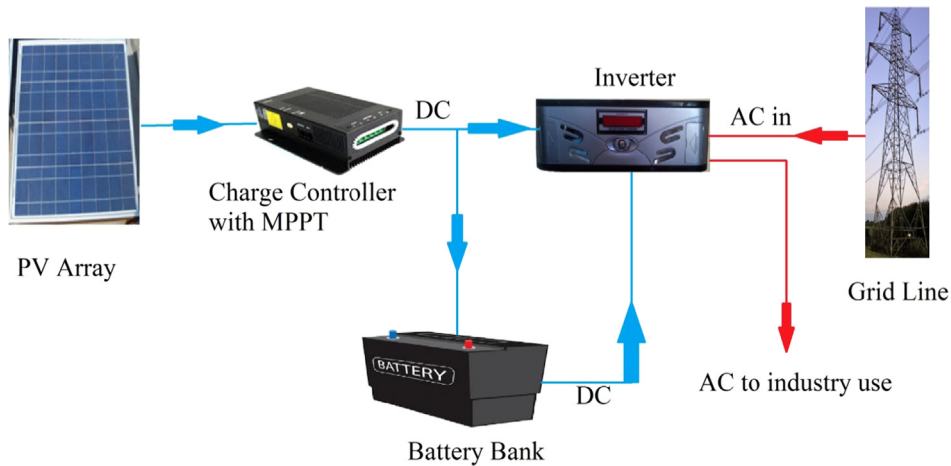 Inverter
DC
AC in
Charge Controller
with MPPT
PV Array
Grid Line
BATTERY
DC
AC to industry use
Battery Bank